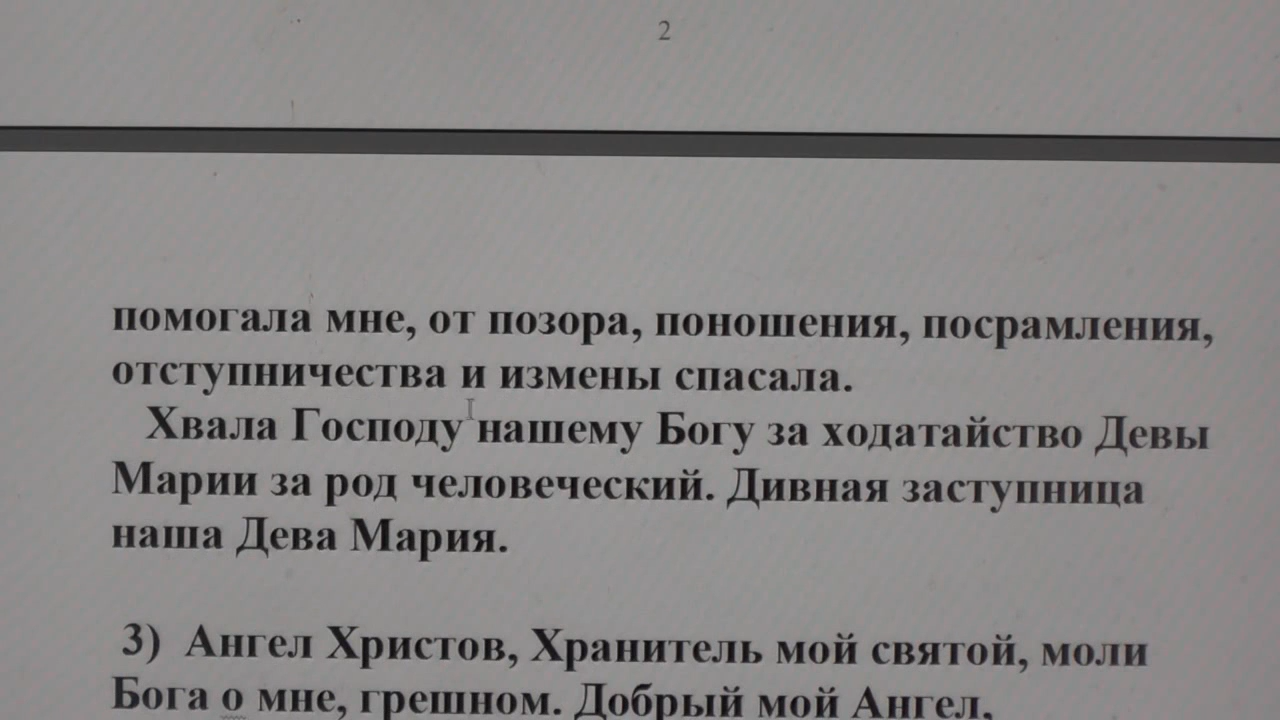 2
помогала мне, от позора, поношения, посрамления,
отступничества и измены спасала.
Хвала Господу нашему Богу за ходатайство Девы
Марии за род человеческий. Дивная заступница
наша Дева Мария.
3) Ангел Христов, Хранитель мой святой, моли
Бога о мне, грешном. Добрый мой Ангел,